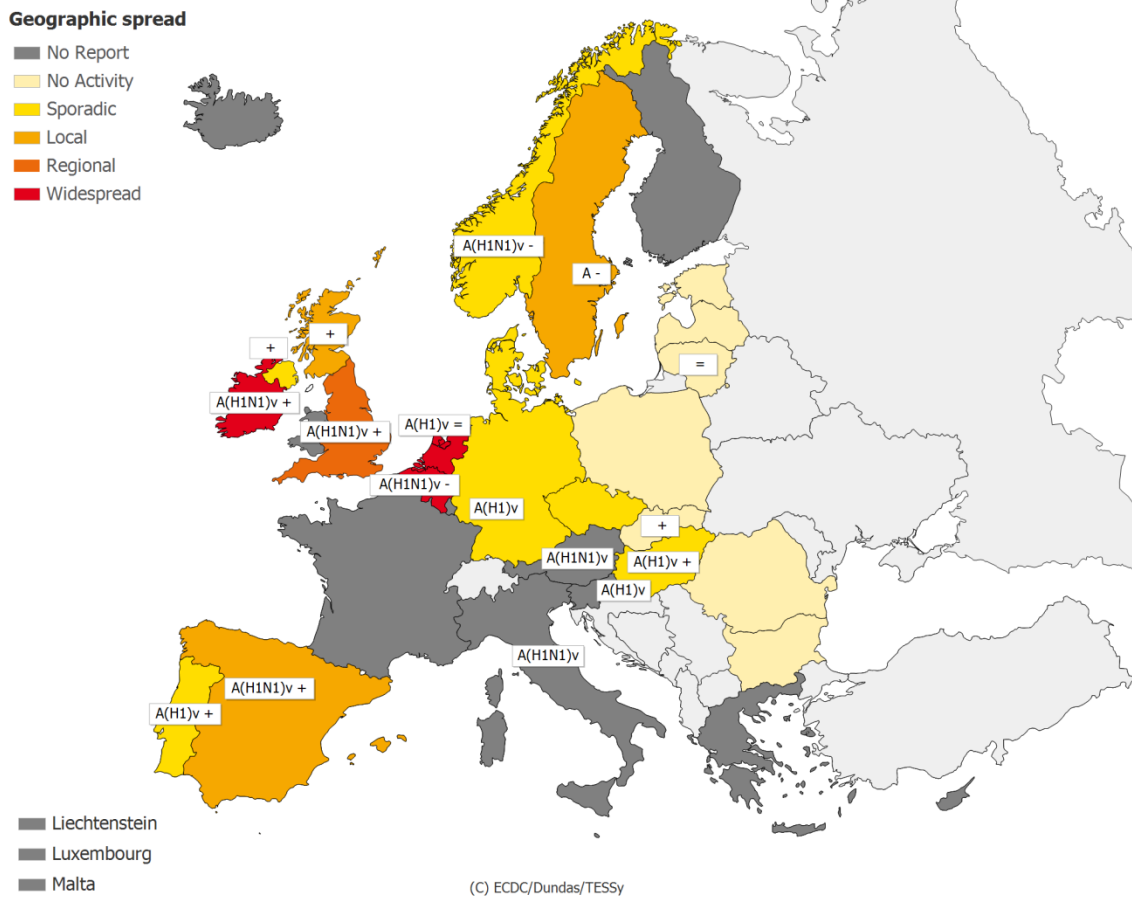 Geographic spread
No Report
No Activity
Sporadic
Local
Regional
Widespread
A(H1N1)v -
A -
+
+
=
A(H1N1)v +
A(H1)v =
A(H1N1)v +
A(H1N1)v -
A(H1)v
+
A(H1N1)v
A(H1)v +
A(H1)v
A(H1N1)v
A(H1N1)v +
A(H1)v +
Liechtenstein
Luxembourg
Malta
(C) ECDC/Dundas/TESSy